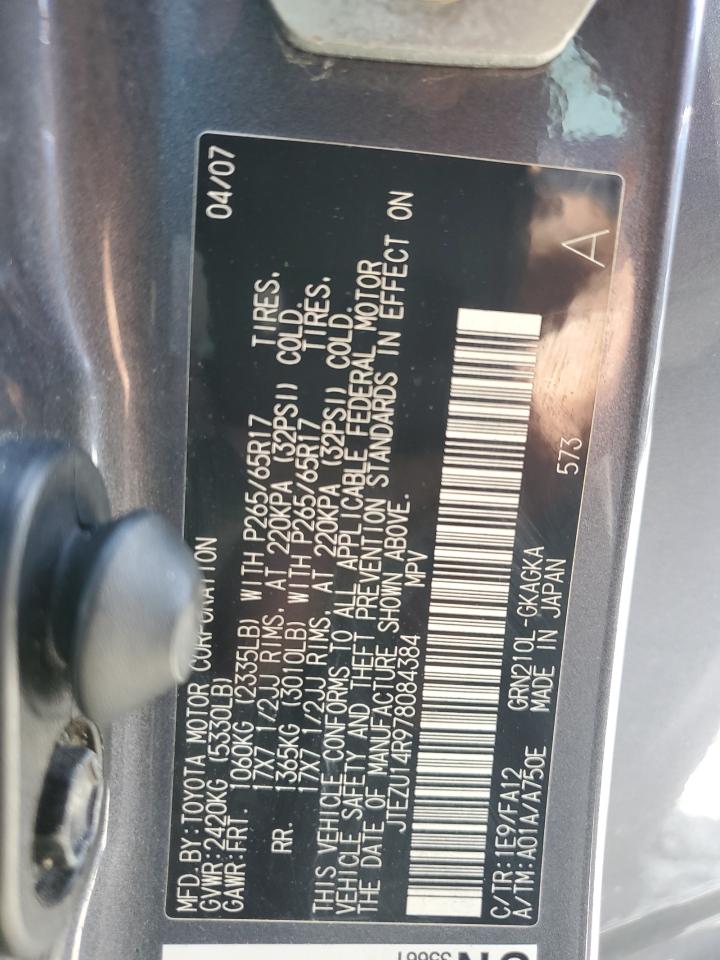 MFD.BY:TOYOTA MOTOR CORPORATION 04/07
GVWR:2420KG (5330LB)
GAWR:FRT. 1060KG (2335LB) WITH P265/65R17 TIRES.
17X7 1/2JJ RIMS, AT 220KPA (32PSI) COLD.
RR. 1365KG (3010LB) WITH P265/65R17 TIRES.
17X7 1/2JJ RIMS, AT 220KPA (32PSI) COLD.
THIS VEHICLE CONFORMS TO ALL APPLICABLE FEDERAL MOTOR
VEHICLE SAFETY AND THEFT PREVENTION STANDARDS IN EFFECT ON
THE DATE OF MANUFACTURE SHOWN ABOVE.
JTEZU14R978084384 MPV
C/TR:1E9/FA12 GRN210L-GKAGKA 573 A
A/TM:A01A/A750E MADE IN JAPAN